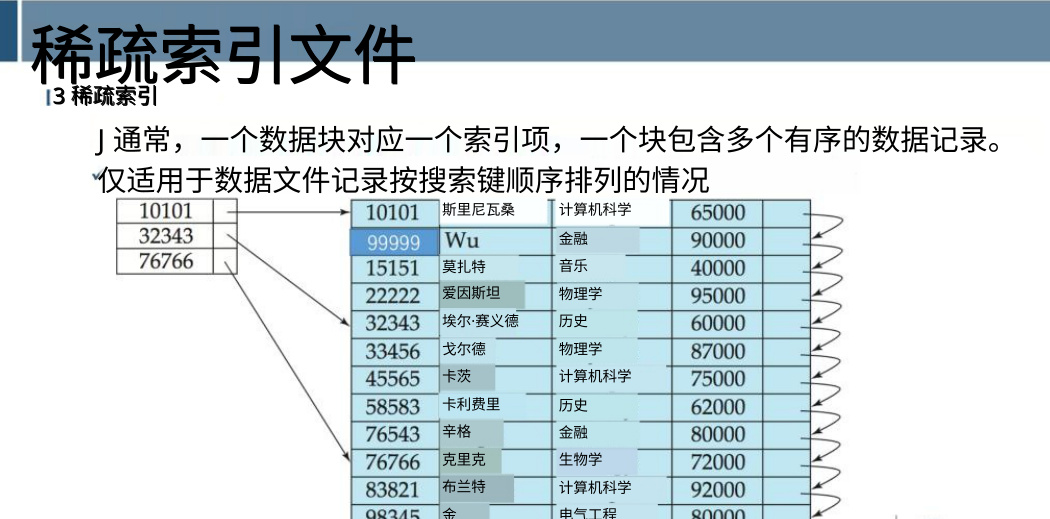 稀疏索引文件
3 稀疏索引
J 通常，一个数据块对应一个索引项，一个块包含多个有序的数据记录。
仅适用于数据文件记录按搜索键顺序排列的情况
10101
32343
76766
10101 斯里尼瓦桑 计算机科学 65000
99999 Wu 金融 90000
15151 莫扎特 音乐 40000
22222 爱因斯坦 物理学 95000
32343 埃尔·赛义德 历史 60000
33456 戈尔德 物理学 87000
45565 卡茨 计算机科学 75000
58583 卡利费里 历史 62000
76543 辛格 金融 80000
76766 克里克 生物学 72000
83821 布兰特 计算机科学 92000
98345 金 电气工程 80000